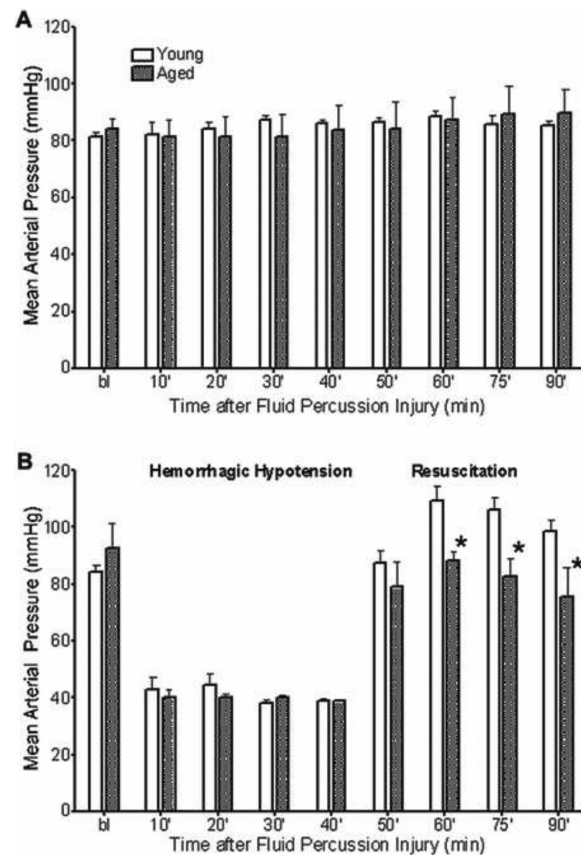 A
Mean Arterial Pressure (mmHg)
120
100
80
60
40
20
0
Young
Aged
bl 10' 20' 30' 40' 50' 60' 75' 90'
Time after Fluid Percussion Injury (min)
B
Mean Arterial Pressure (mmHg)
120
100
80
60
40
20
0
Hemorrhagic Hypotension Resuscitation
* * *
bl 10' 20' 30' 40' 50' 60' 75' 90'
Time after Fluid Percussion Injury (min)